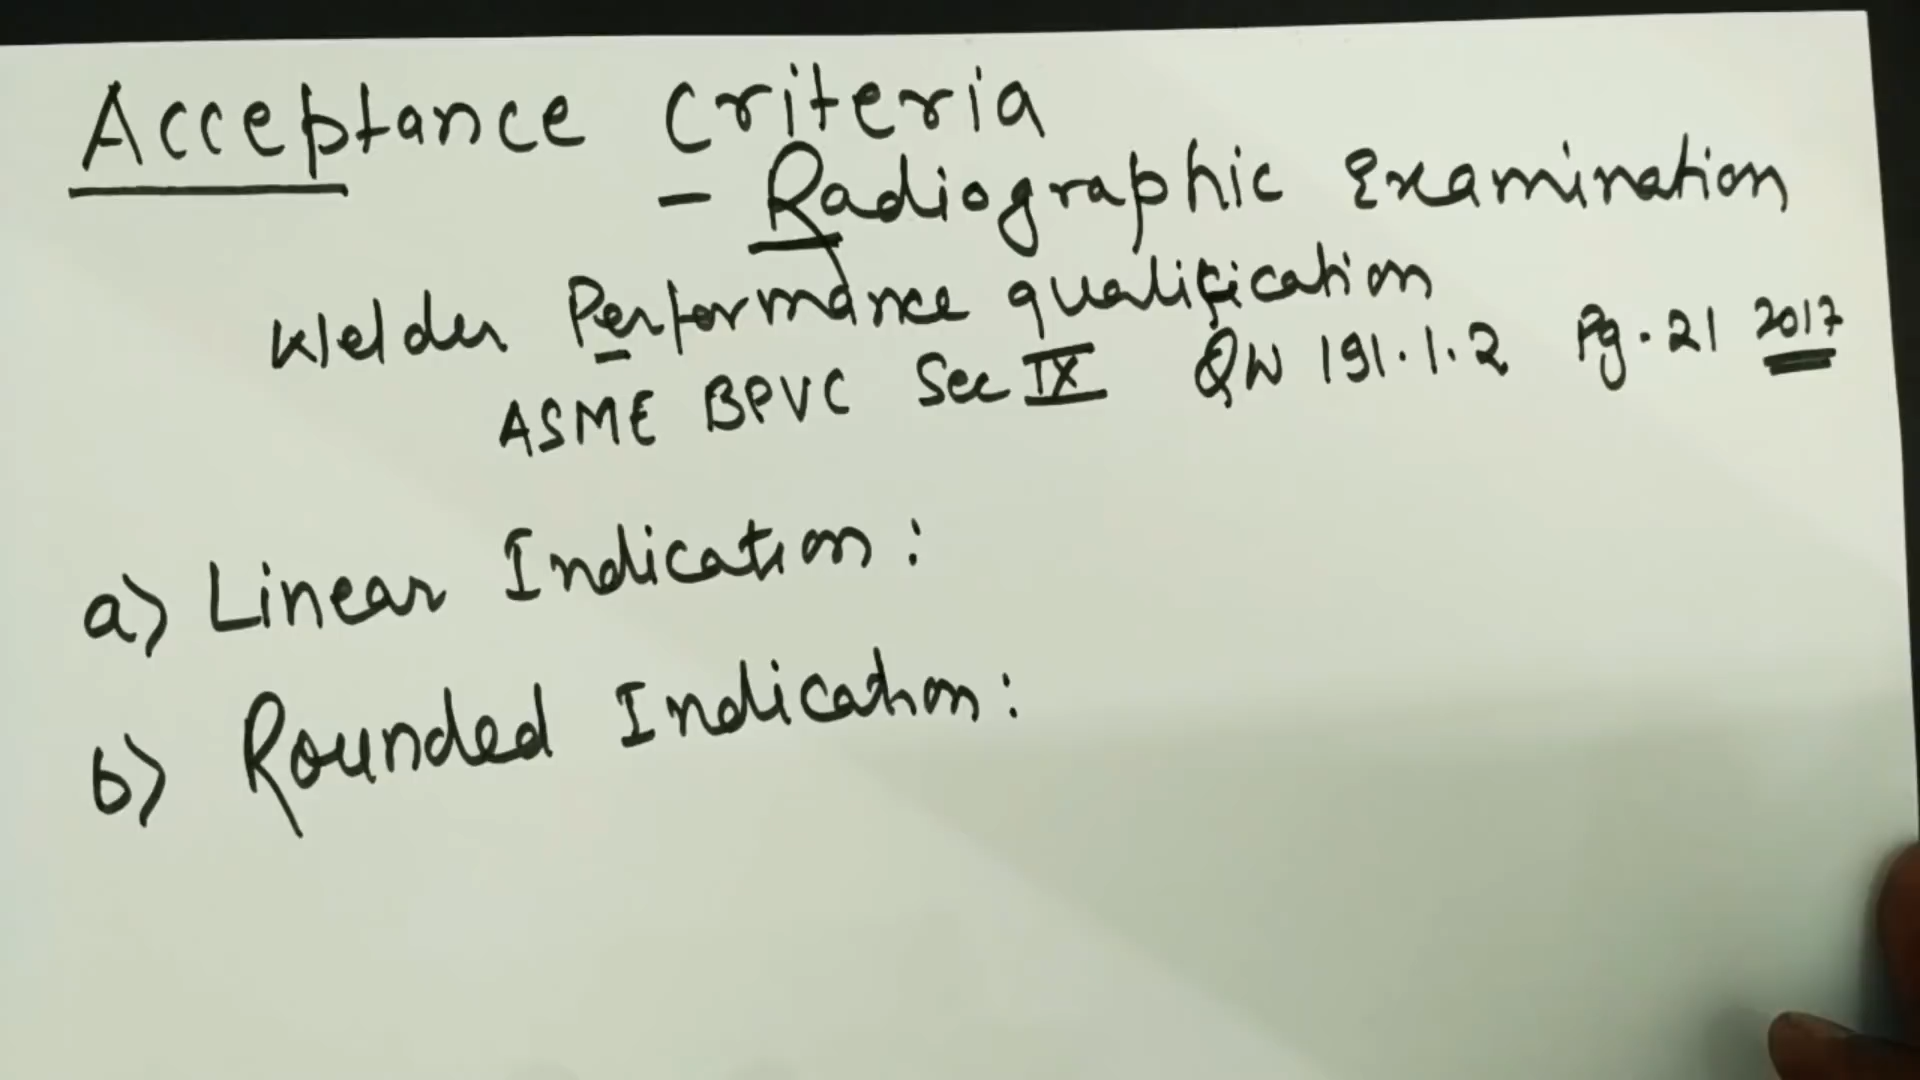 Acceptance Criteria
- Radiographic Examination
Welder Performance qualification
ASME BPVC Sec IX QW 191.1.2 Pg.21 2017
a) Linear Indication:
b) Rounded Indication: